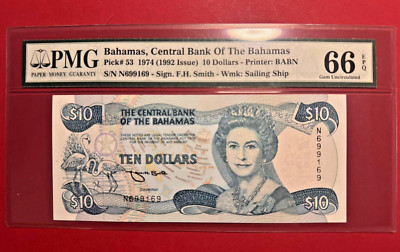 PMG
PAPER MONEY GUARANTY
Bahamas, Central Bank Of The Bahamas
Pick# 53 1974 (1992 Issue) 10 Dollars - Printer: BABN
S/N N699169 - Sign. F.H. Smith - Wmk: Sailing Ship
66 EPQ
Gem Uncirculated
$10
THE CENTRAL BANK
OF THE BAHAMAS
$10
N699169
TEN DOLLARS
N699169
$10
$10